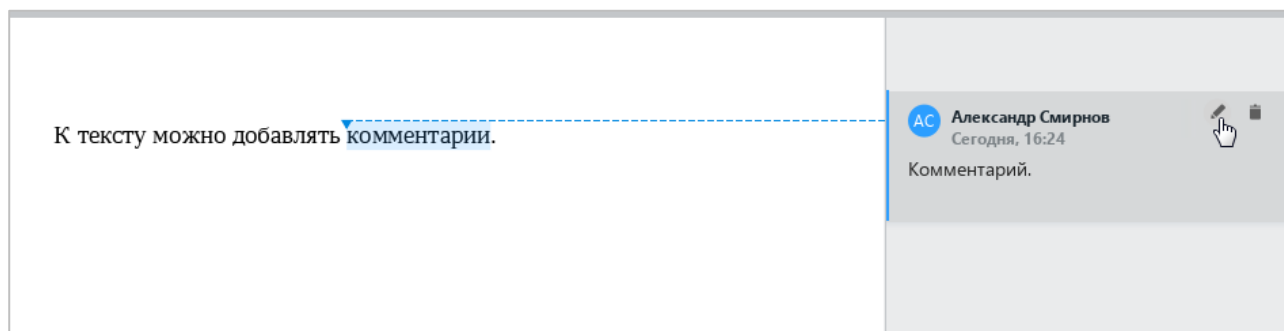 К тексту можно добавлять комментарии.
АС
Александр Смирнов
Сегодня, 16:24
Комментарий.